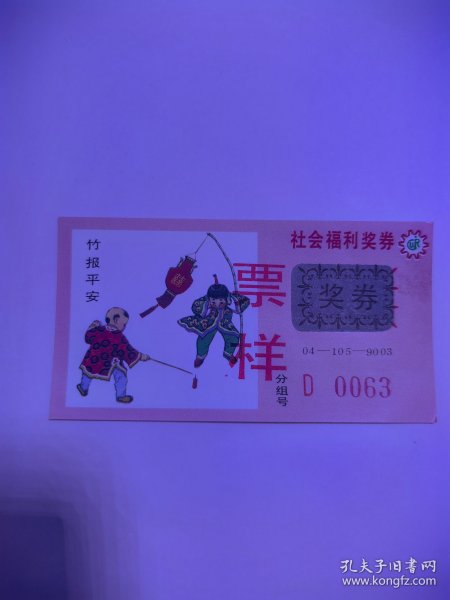 竹报平安
社会福利奖券
票样
奖券
04—105—9003
分组号
D 0063
孔夫子旧书网
www.kongfz.com